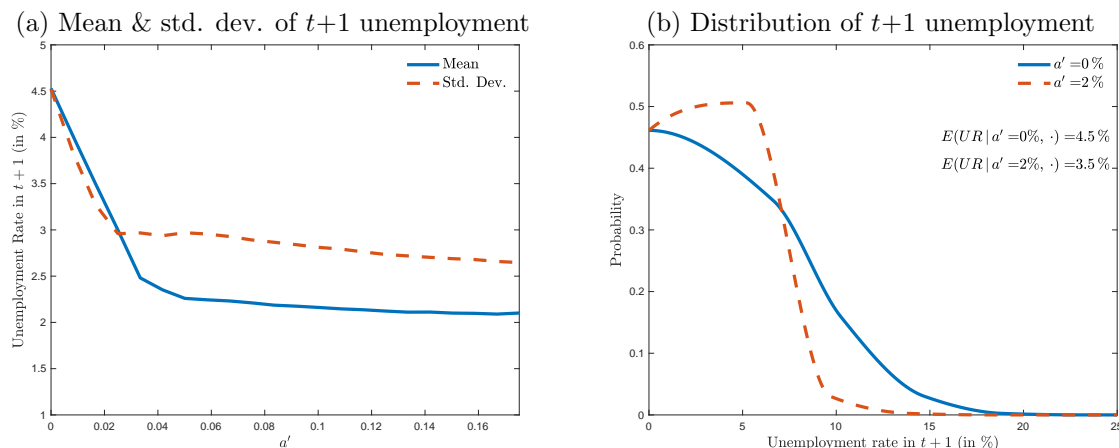 (a) Mean & std. dev. of t+1 unemployment
5
4.5
4
3.5
3
2.5
2
1.5
1
0
0.02
0.04
0.06
0.08
0.1
0.12
0.14
0.16
Unemployment Rate in t + 1 (in %)
a′
Mean
Std. Dev.
(b) Distribution of t+1 unemployment
0.6
0.5
0.4
0.3
0.2
0.1
0
0
5
10
15
20
25
Probability
Unemployment rate in t + 1 (in %)
a′ =0 %
a′ =2 %
E(UR | a′ =0%, ·) =4.5 %
E(UR | a′ =2%, ·) =3.5 %